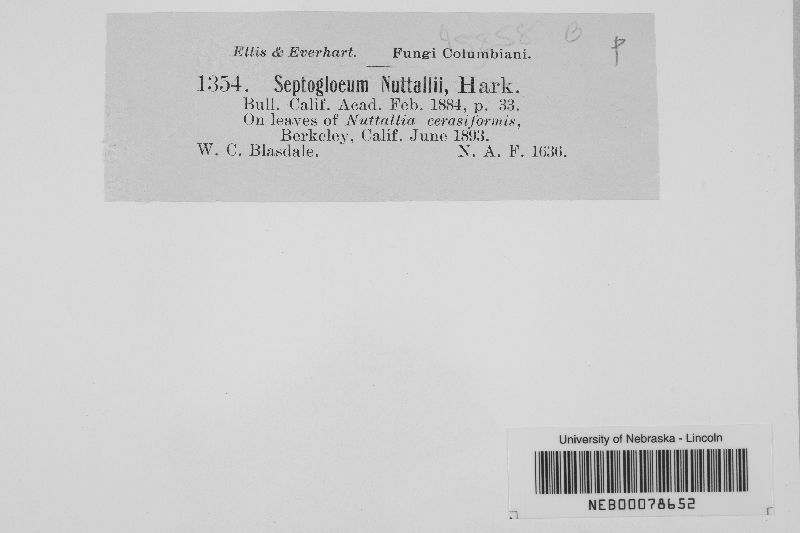 45358 B P
Ellis & Everhart. Fungi Columbiani.
1354. Septogloeum Nuttallii, Hark.
Bull. Calif. Acad. Feb. 1884, p. 33.
On leaves of Nuttallia cerasiformis,
Berkeley, Calif. June 1893.
W. C. Blasdale. N. A. F. 1636.
University of Nebraska - Lincoln
NEB00078652